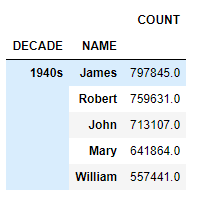 COUNT
DECADE NAME
1940s James 797845.0
Robert 759631.0
John 713107.0
Mary 641864.0
William 557441.0